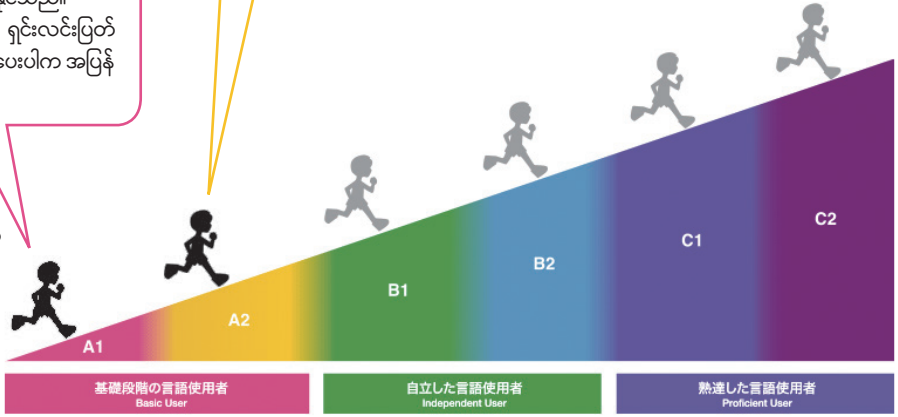 ရှင်းလင်းပြတ်
ပေးပါက အပြန်
A1
A2
B1
B2
C1
C2
基礎段階の言語使用者
Basic User
自立した言語使用者
Independent User
熟達した言語使用者
Proficient User